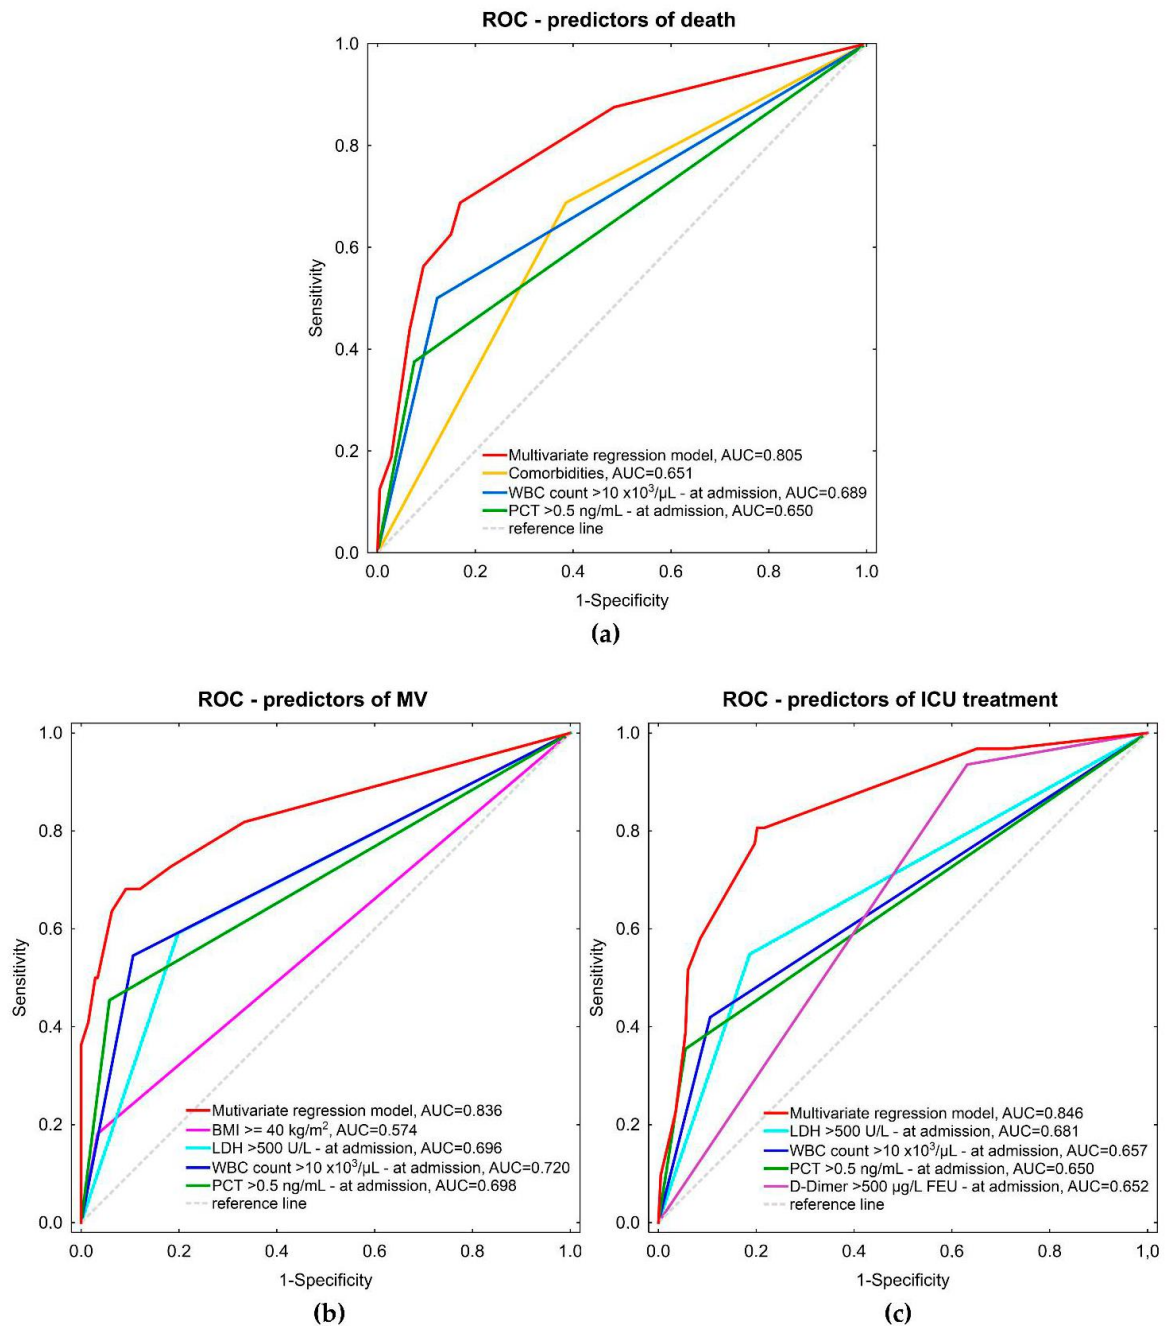 ROC - predictors of death
1.0
0.8
0.6
0.4
0.2
0.0
Sensitivity
Multivariate regression model, AUC=0.805
Comorbidities, AUC=0.651
WBC count >10 x10³/µL - at admission, AUC=0.689
PCT >0.5 ng/mL - at admission, AUC=0.650
reference line
0.0 0.2 0.4 0.6 0.8 1.0
1-Specificity
(a)
ROC - predictors of MV
1.0
0.8
0.6
0.4
0.2
0.0
Sensitivity
Mutivariate regression model, AUC=0.836
BMI >= 40 kg/m², AUC=0.574
LDH >500 U/L - at admission, AUC=0.696
WBC count >10 x10³/µL - at admission, AUC=0.720
PCT >0.5 ng/mL - at admission, AUC=0.698
reference line
0.0 0.2 0.4 0.6 0.8 1.0
1-Specificity
(b)
ROC - predictors of ICU treatment
1.0
0.8
0.6
0.4
0.2
0.0
Sensitivity
Multivariate regression model, AUC=0.846
LDH >500 U/L - at admission, AUC=0.681
WBC count >10 x10³/µL - at admission, AUC=0.657
PCT >0.5 ng/mL - at admission, AUC=0.650
D-Dimer >500 µg/L FEU - at admission, AUC=0.652
reference line
0.0 0.2 0.4 0.6 0.8 1,0
1-Specificity
(c)